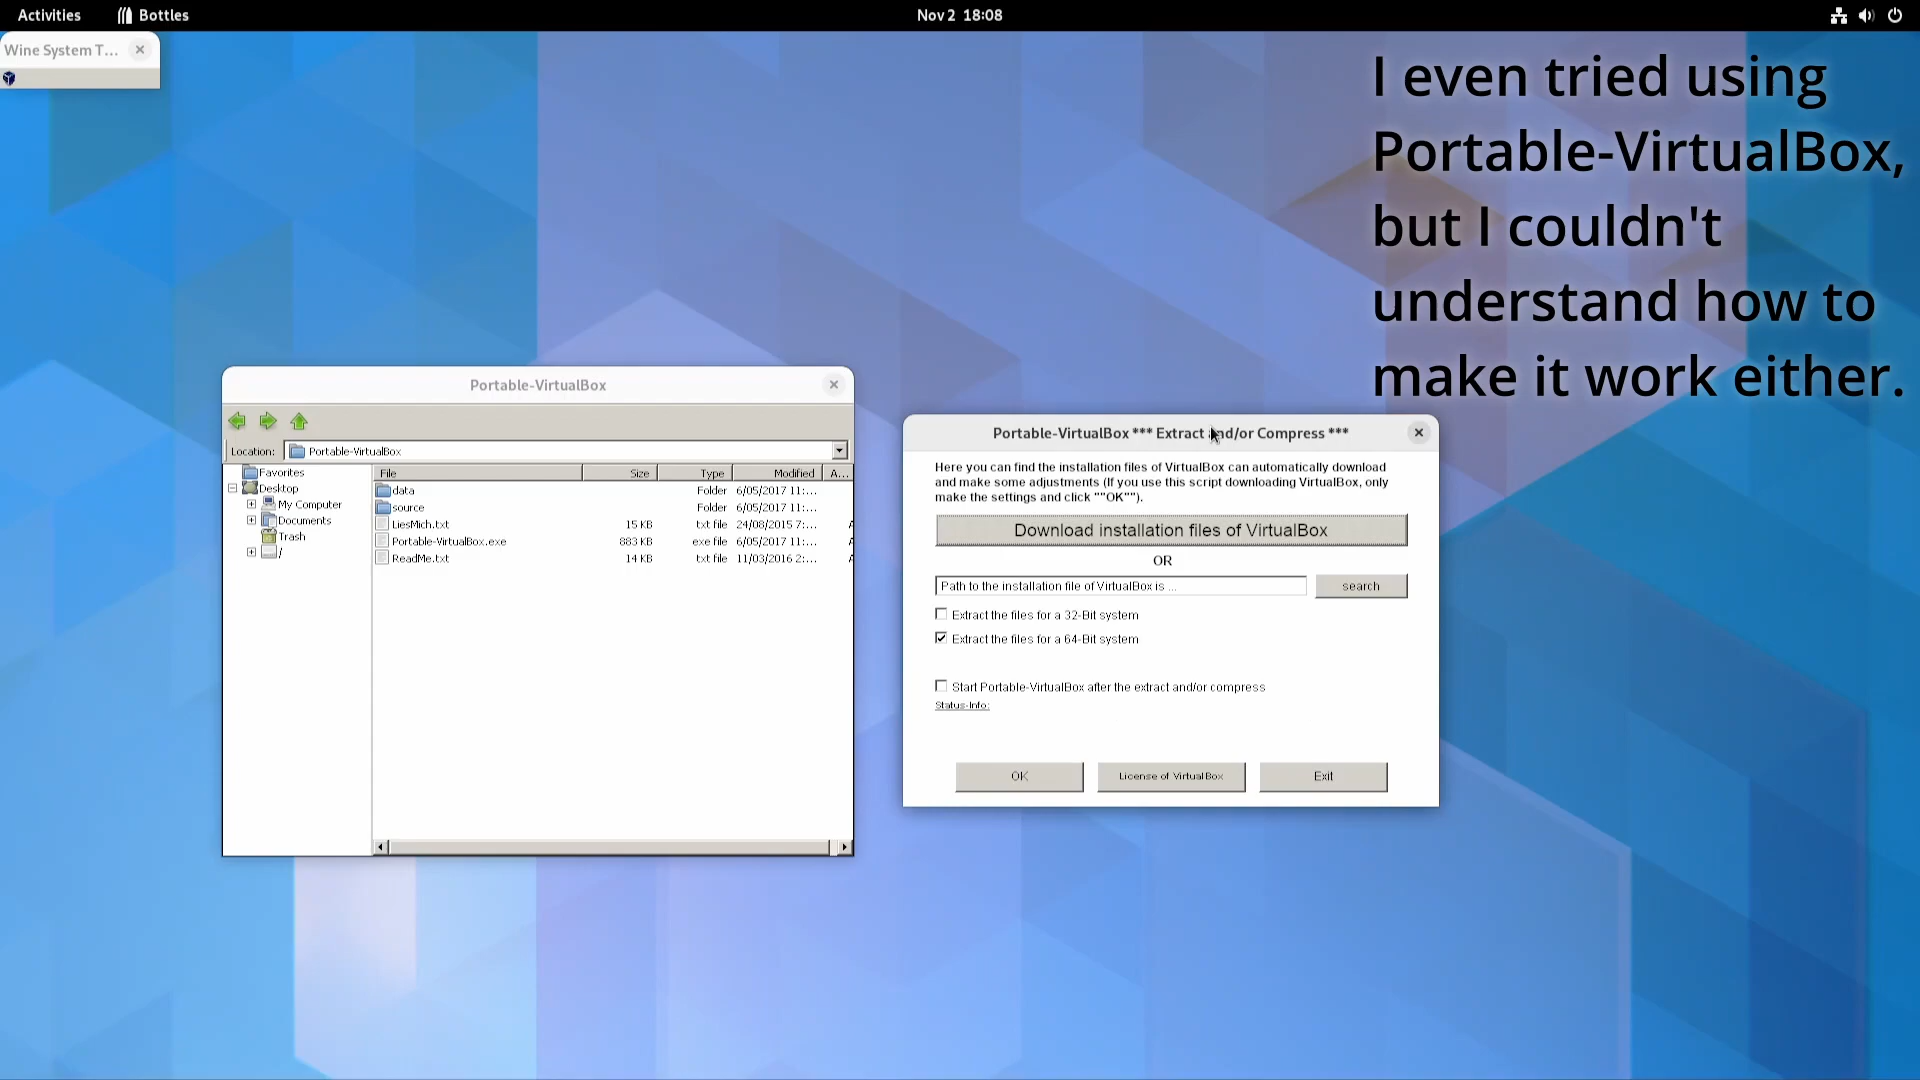 Activities
Bottles
Nov 2 18:08
Wine System T...
I even tried using
Portable-VirtualBox,
but I couldn't
understand how to
make it work either.
Portable-VirtualBox
Location:
Portable-VirtualBox
Favorites
Desktop
My Computer
Documents
Trash
/
File Size Type Modified A...
data Folder 6/05/2017 11:...
source Folder 6/05/2017 11:...
LiesMich.txt 15 KB txt file 24/08/2015 7:... A
Portable-VirtualBox.exe 883 KB exe file 6/05/2017 11:... A
ReadMe.txt 14 KB txt file 11/03/2016 2:... A
Portable-VirtualBox *** Extract and/or Compress ***
Here you can find the installation files of VirtualBox can automatically download
and make some adjustments (If you use this script downloading VirtualBox, only
make the settings and click ""OK"").
Download installation files of VirtualBox
OR
Path to the installation file of VirtualBox is ...
search
Extract the files for a 32-Bit system
Extract the files for a 64-Bit system
Start Portable-VirtualBox after the extract and/or compress
Status-Info:
OK
License of VirtualBox
Exit